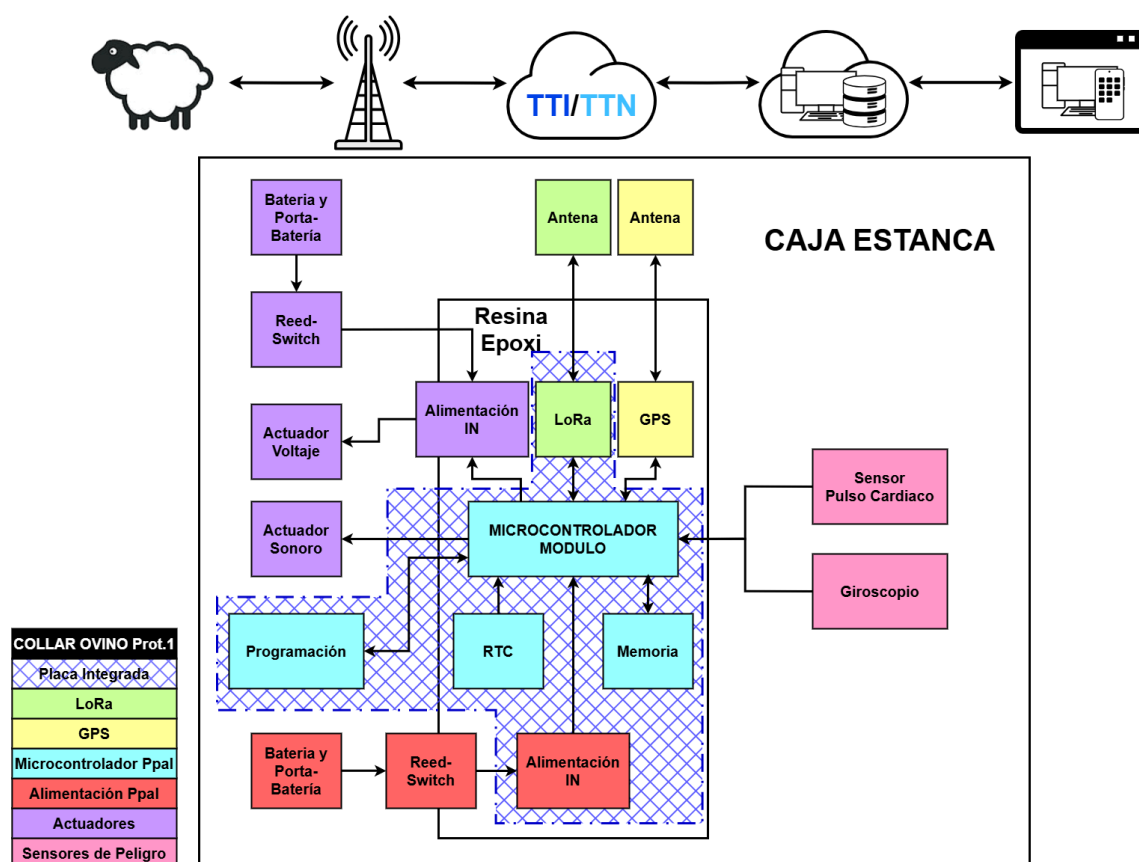 TTI/TTN
CAJA ESTANCA
Bateria y
Porta-
Batería
Antena
Antena
Reed-
Switch
Resina
Epoxi
Alimentación
IN
LoRa
GPS
Actuador
Voltaje
Sensor
Pulso Cardiaco
Actuador
Sonoro
MICROCONTROLADOR
MODULO
Giroscopio
Programación
RTC
Memoria
Bateria y
Porta-
Batería
Reed-
Switch
Alimentación
IN
COLLAR OVINO Prot.1
Placa Integrada
LoRa
GPS
Microcontrolador Ppal
Alimentación Ppal
Actuadores
Sensores de Peligro